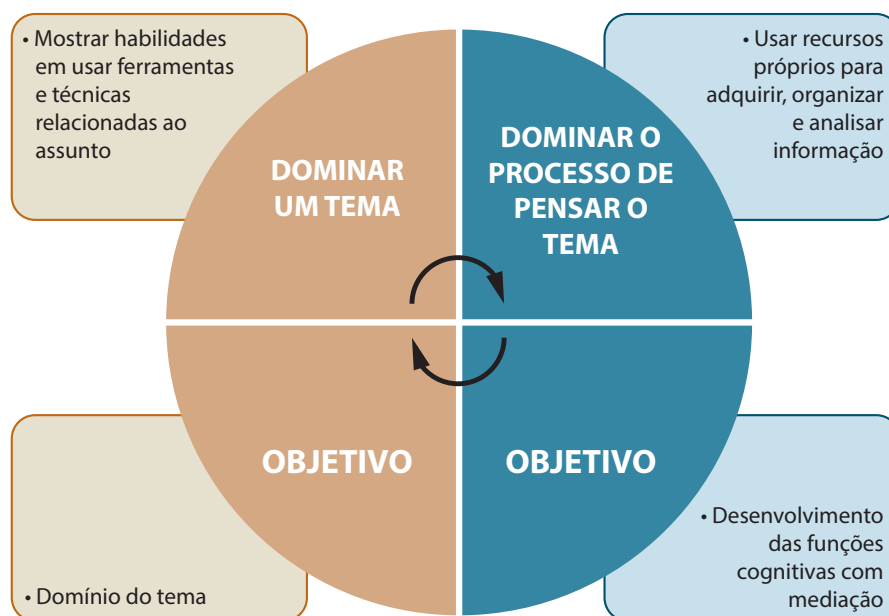 • Mostrar habilidades
em usar ferramentas
e técnicas
relacionadas ao
assunto
DOMINAR
UM TEMA
DOMINAR O
PROCESSO DE
PENSAR O
TEMA
• Usar recursos
próprios para
adquirir, organizar
e analisar
informação
• Domínio do tema
OBJETIVO
OBJETIVO
• Desenvolvimento
das funções
cognitivas com
mediação